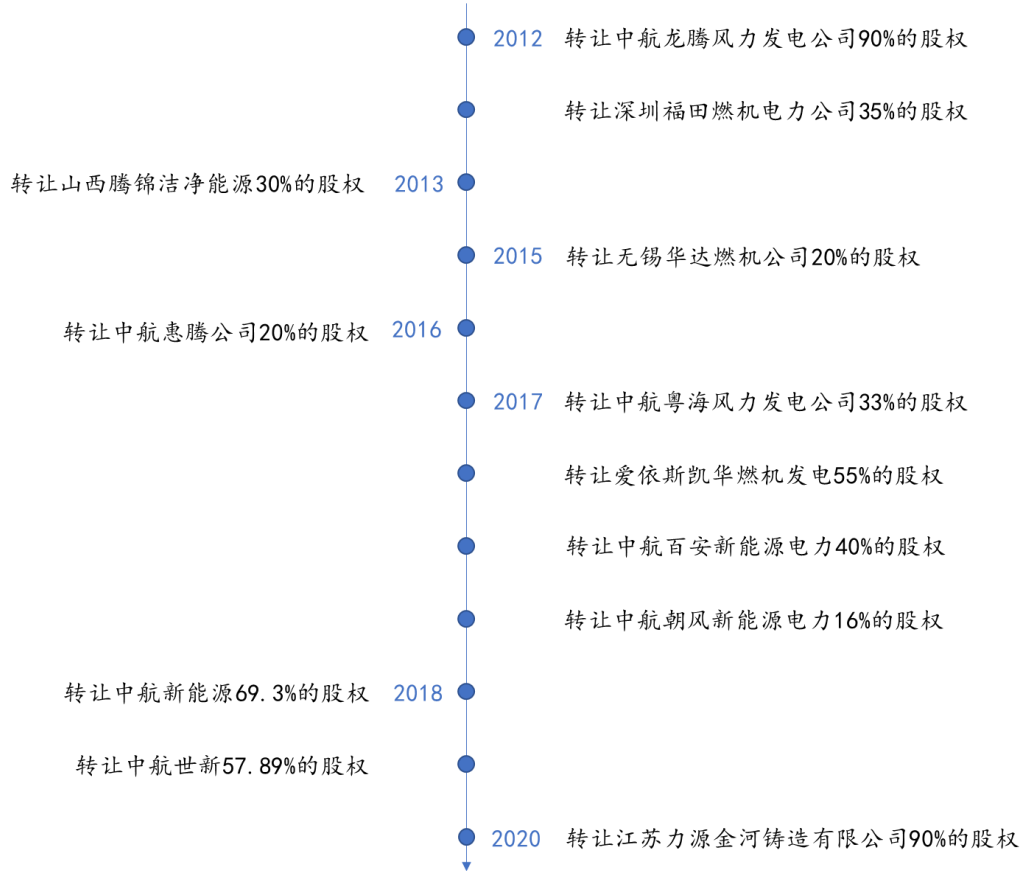 2012 转让中航龙腾风力发电公司90%的股权
转让深圳福田燃机电力公司35%的股权
转让山西腾锦洁净能源30%的股权 2013
2015 转让无锡华达燃机公司20%的股权
转让中航惠腾公司20%的股权 2016
2017 转让中航粤海风力发电公司33%的股权
转让爱依斯凯华燃机发电55%的股权
转让中航百安新能源电力40%的股权
转让中航朝风新能源电力16%的股权
转让中航新能源69.3%的股权 2018
转让中航世新57.89%的股权
2020 转让江苏力源金河铸造有限公司90%的股权